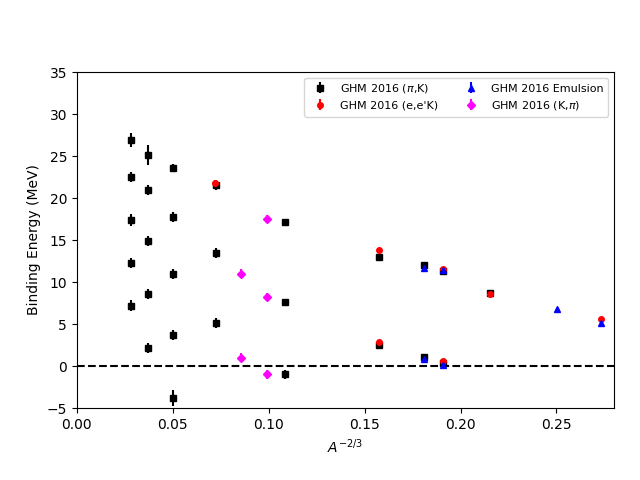 GHM 2016 (π,K)
GHM 2016 (e,e'K)
GHM 2016 Emulsion
GHM 2016 (K,π)
Binding Energy (MeV)
35
30
25
20
15
10
5
0
−5
0.00 0.05 0.10 0.15 0.20 0.25
A^{−2/3}